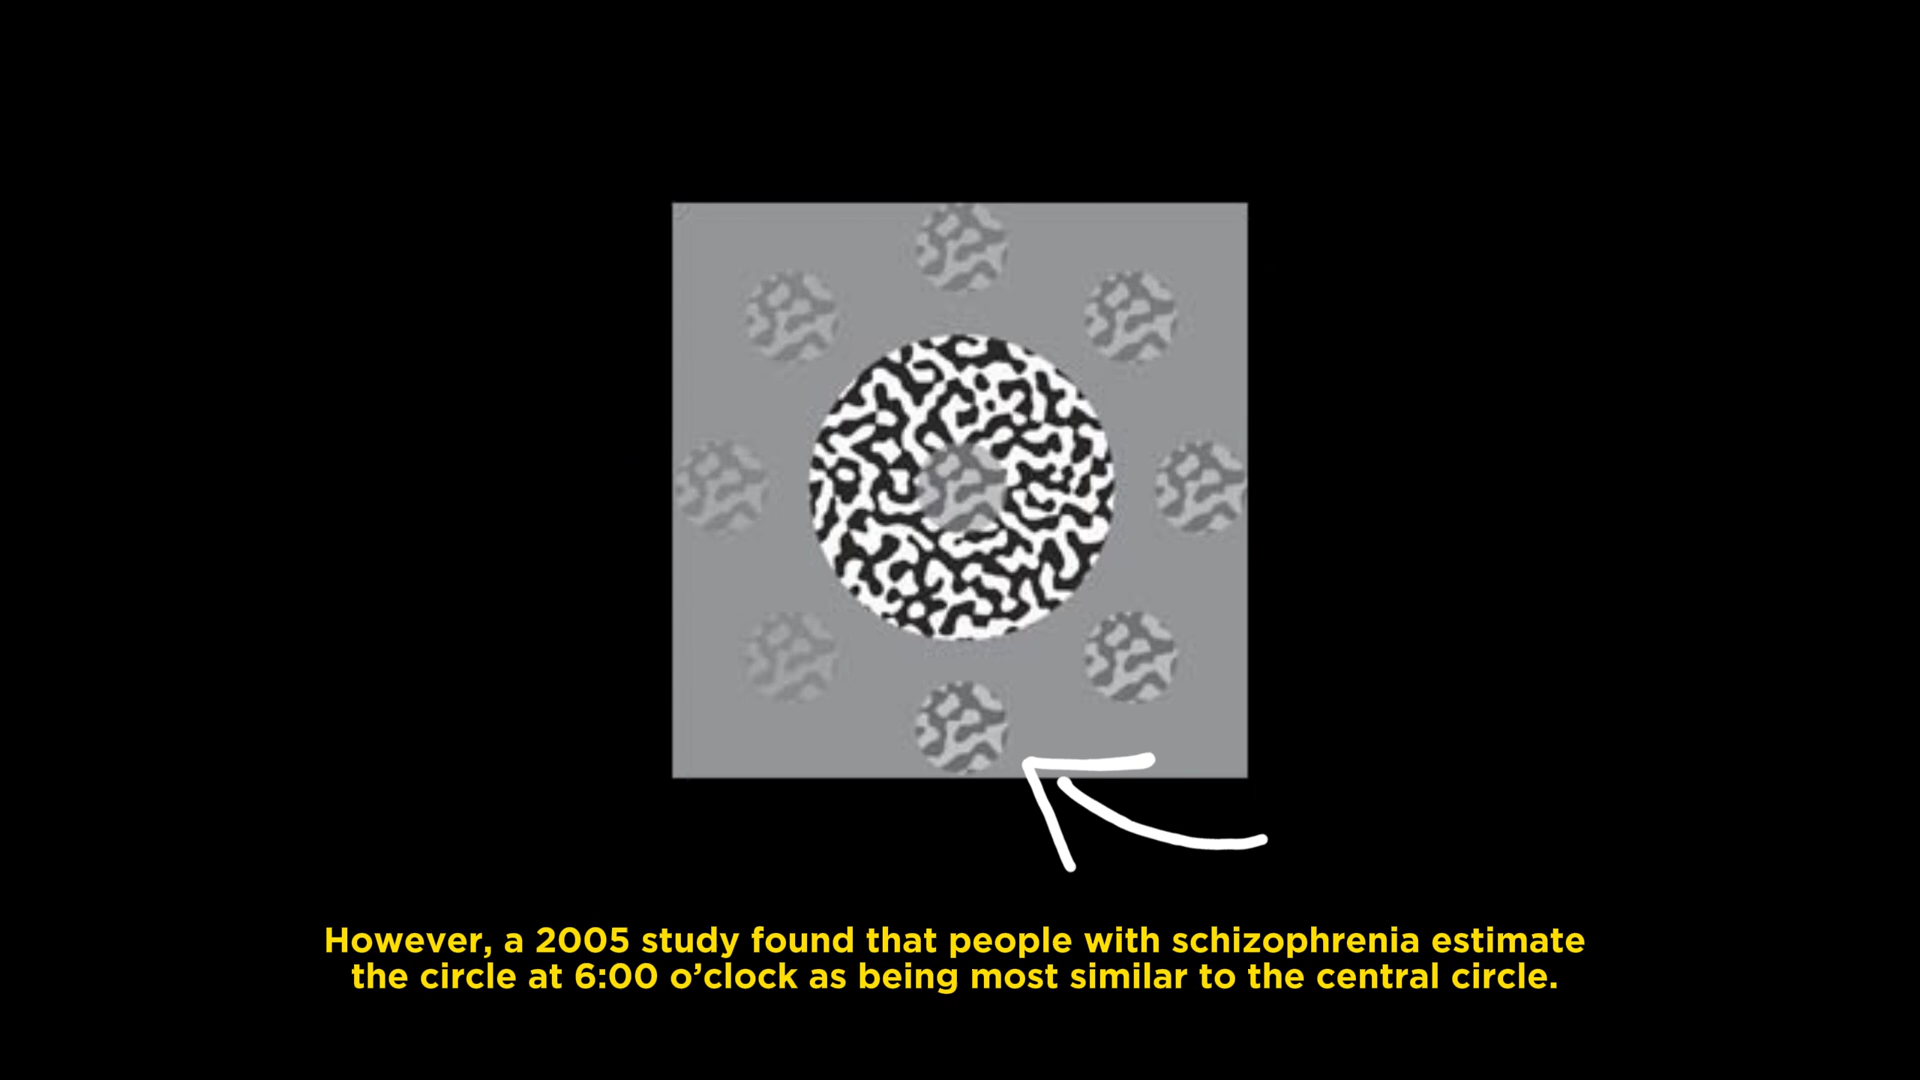 However, a 2005 study found that people with schizophrenia estimate
the circle at 6:00 o’clock as being most similar to the central circle.